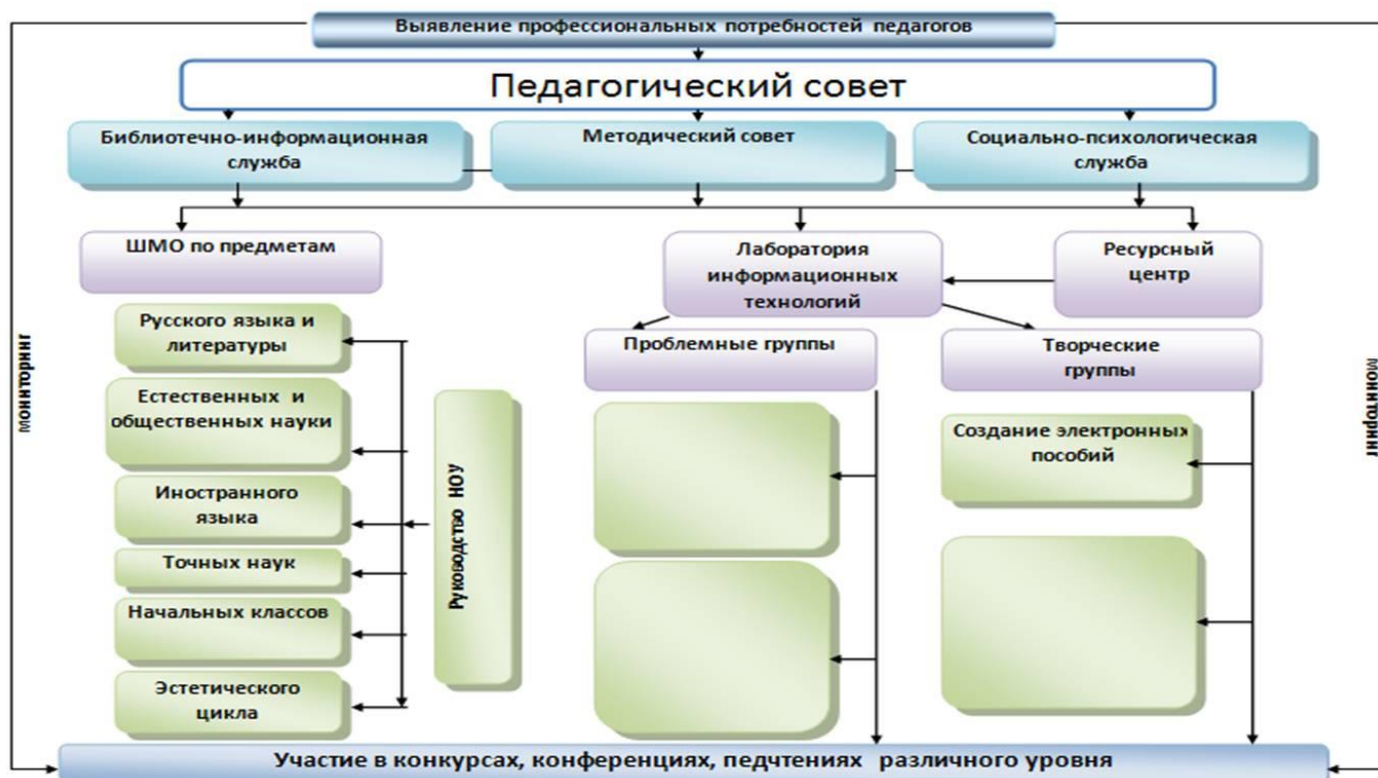 Выявление профессиональных потребностей педагогов
Педагогический совет
Библиотечно-информационная
служба
Методический совет
Социально-психологическая
служба
ШМО по предметам
Лаборатория
информационных
технологий
Ресурсный
центр
Русского языка и
литературы
Естественных и
общественных науки
Иностранного
языка
Точных наук
Начальных классов
Эстетического
цикла
Руководство НОУ
Проблемные группы
Творческие
группы
Создание электронных
пособий
мониторинг
мониторинг
Участие в конкурсах, конференциях, педчтениях различного уровня